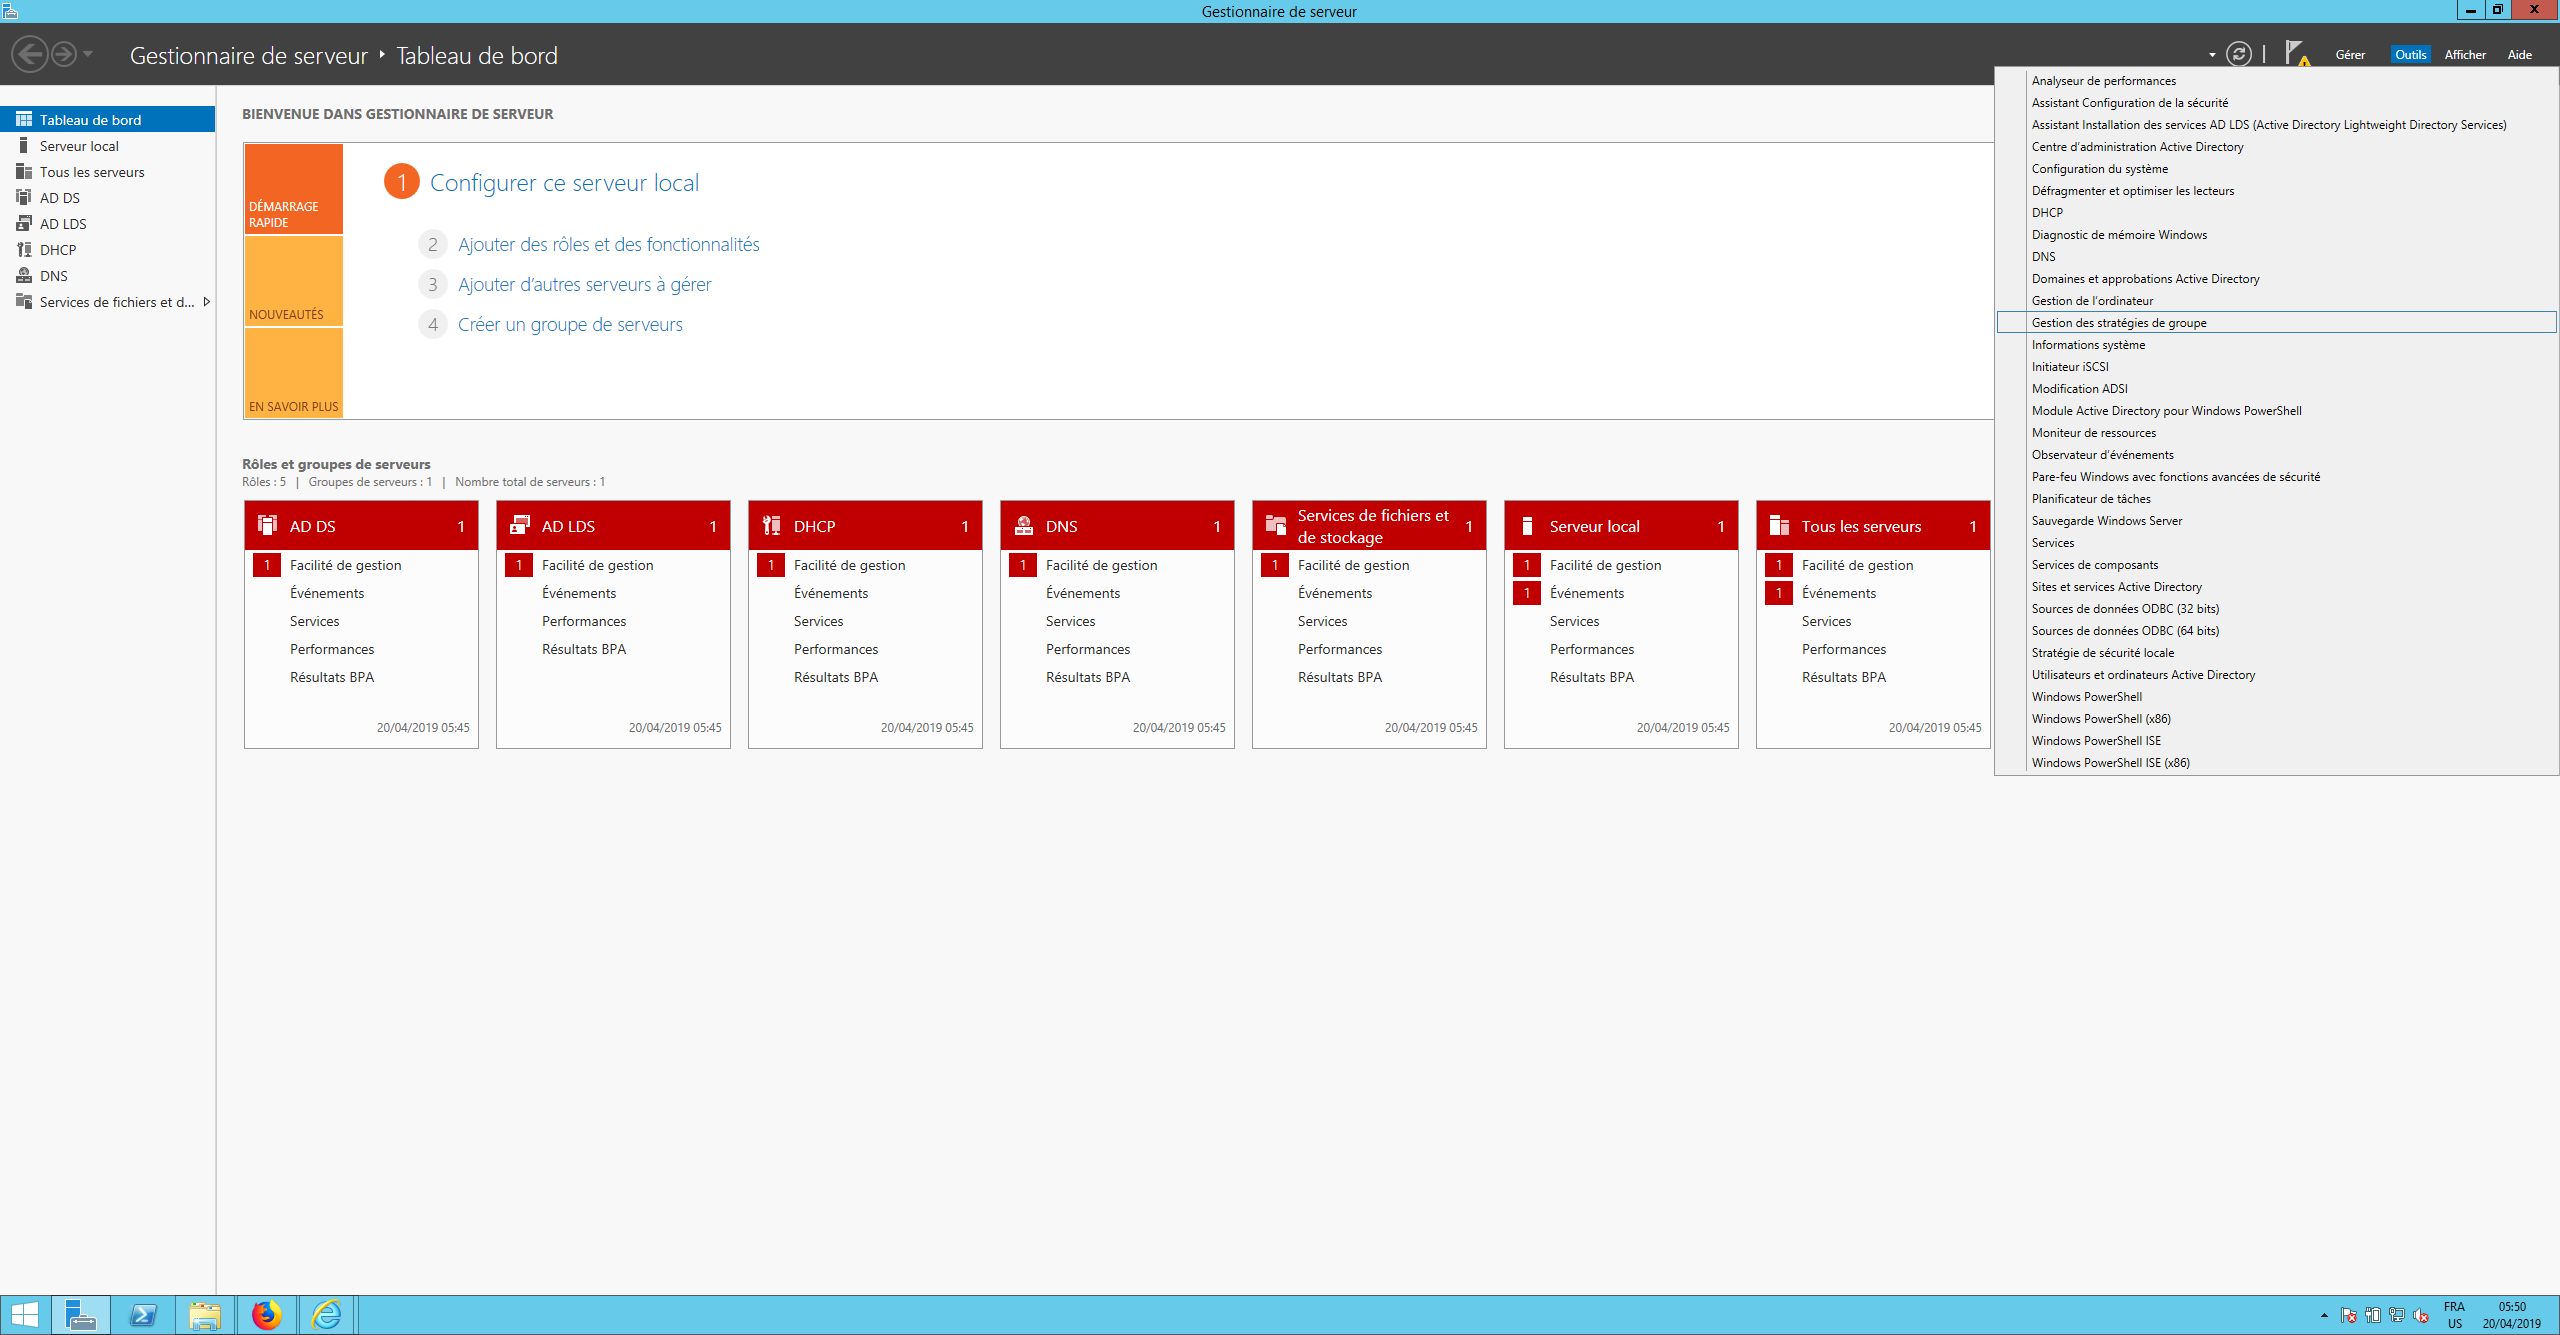 Gestionnaire de serveur
Gestionnaire de serveur ‣ Tableau de bord
Gérer
Outils
Afficher
Aide
Tableau de bord
Serveur local
Tous les serveurs
AD DS
AD LDS
DHCP
DNS
Services de fichiers et d...
BIENVENUE DANS GESTIONNAIRE DE SERVEUR
DÉMARRAGE
RAPIDE
NOUVEAUTÉS
EN SAVOIR PLUS
1 Configurer ce serveur local
2 Ajouter des rôles et des fonctionnalités
3 Ajouter d'autres serveurs à gérer
4 Créer un groupe de serveurs
Rôles et groupes de serveurs
Rôles : 5 | Groupes de serveurs : 1 | Nombre total de serveurs : 1
AD DS 1
1 Facilité de gestion
Événements
Services
Performances
Résultats BPA
20/04/2019 05:45
AD LDS 1
1 Facilité de gestion
Événements
Performances
Résultats BPA
20/04/2019 05:45
DHCP 1
1 Facilité de gestion
Événements
Services
Performances
Résultats BPA
20/04/2019 05:45
DNS 1
1 Facilité de gestion
Événements
Services
Performances
Résultats BPA
20/04/2019 05:45
Services de fichiers et
de stockage 1
1 Facilité de gestion
Événements
Services
Performances
Résultats BPA
20/04/2019 05:45
Serveur local 1
1 Facilité de gestion
1 Événements
Services
Performances
Résultats BPA
20/04/2019 05:45
Tous les serveurs 1
1 Facilité de gestion
1 Événements
Services
Performances
Résultats BPA
20/04/2019 05:45
Analyseur de performances
Assistant Configuration de la sécurité
Assistant Installation des services AD LDS (Active Directory Lightweight Directory Services)
Centre d'administration Active Directory
Configuration du système
Défragmenter et optimiser les lecteurs
DHCP
Diagnostic de mémoire Windows
DNS
Domaines et approbations Active Directory
Gestion de l'ordinateur
Gestion des stratégies de groupe
Informations système
Initiateur iSCSI
Modification ADSI
Module Active Directory pour Windows PowerShell
Moniteur de ressources
Observateur d'événements
Pare-feu Windows avec fonctions avancées de sécurité
Planificateur de tâches
Sauvegarde Windows Server
Services
Services de composants
Sites et services Active Directory
Sources de données ODBC (32 bits)
Sources de données ODBC (64 bits)
Stratégie de sécurité locale
Utilisateurs et ordinateurs Active Directory
Windows PowerShell
Windows PowerShell (x86)
Windows PowerShell ISE
Windows PowerShell ISE (x86)
FRA
US
05:50
20/04/2019